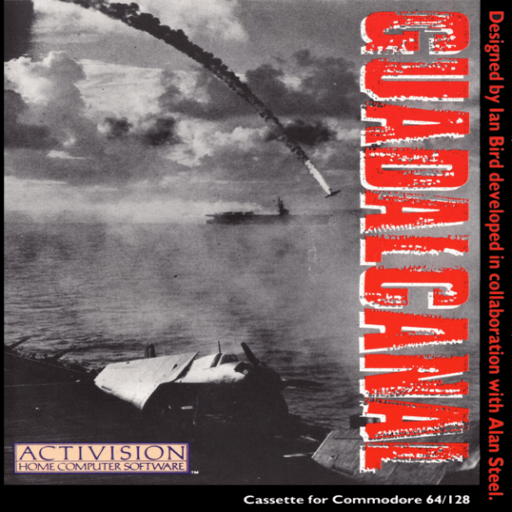 GUADALCANAL
Designed by Ian Bird developed in collaboration with Alan Steel.
ACTIVISION
HOME COMPUTER SOFTWARE
TM
Cassette for Commodore 64/128